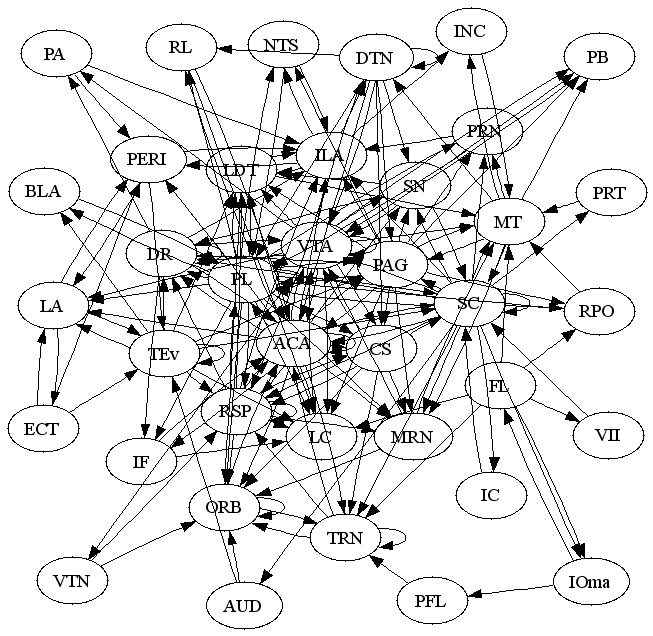 INC
NTS
RL
PA
DTN
PB
PRN
ILA
PERI
LDT
SN
BLA
PRT
MT
VTA
DR
PAG
PL
SC
LA
RPO
ACA
CS
TEv
FL
RSP
ECT
LC
MRN
VII
IF
IC
ORB
TRN
VTN
IOma
PFL
AUD